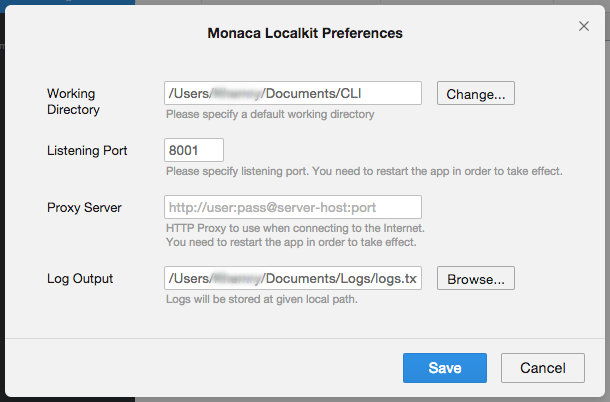 Monaca Localkit Preferences
Working Directory
/Users/ /Documents/CLI
Change...
Please specify a default working directory
Listening Port
8001
Please specify listening port. You need to restart the app in order to take effect.
Proxy Server
http://user:pass@server-host:port
HTTP Proxy to use when connecting to the Internet.
You need to restart the app in order to take effect.
Log Output
/Users/ /Documents/Logs/logs.tx
Browse...
Logs will be stored at given local path.
Save
Cancel